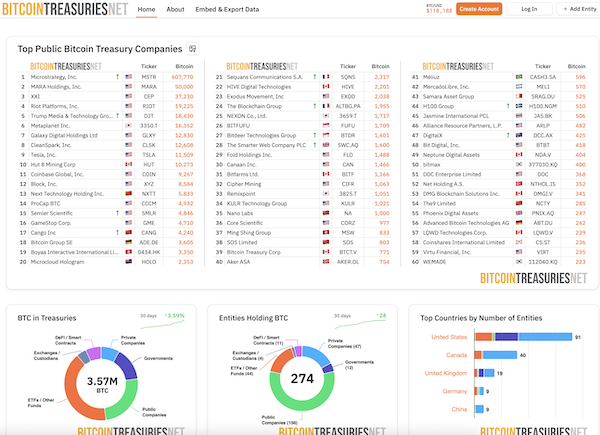 BITCOINTREASURIESNET
Home About Embed & Export Data
BTC/USD
$118,188
Create Account
Log In
+ Add Entity
Top Public Bitcoin Treasury Companies
BITCOINTREASURIESNET Ticker Bitcoin
1 Microstrategy, Inc. ↑ MSTR 607,770
2 MARA Holdings, Inc. MARA 50,000
3 XXI CEP 37,230
4 Riot Platforms, Inc. RIOT 19,225
5 Trump Media & Technology Gro... ↑ DJT 18,430
6 Metaplanet Inc. 3350.T 16,352
7 Galaxy Digital Holdings Ltd GLXY 12,830
8 CleanSpark, Inc. CLSK 12,608
9 Tesla, Inc. TSLA 11,509
10 Hut 8 Mining Corp HUT 10,273
11 Coinbase Global, Inc. COIN 9,267
12 Block, Inc. XYZ 8,584
13 Next Technology Holding Inc. NXTT 5,833
14 ProCap BTC CCCM 4,932
15 Semler Scientific ↑ SMLR 4,846
16 GameStop Corp. GME 4,710
17 Cango Inc ↑ CANG 4,240
18 Bitcoin Group SE ADE.DE 3,605
19 Boyaa Interactive International Li... 0434.HK 3,350
20 Microcloud Hologram HOLO 2,353
BITCOINTREASURIESNET Ticker Bitcoin
21 Sequans Communications S.A. ↑ SQNS 2,317
22 HIVE Digital Technologies HIVE 2,201
23 Exodus Movement, Inc EXOD 2,038
24 The Blockchain Group ↑ ALTBG.PA 1,955
25 NEXON Co., Ltd. 3659.T 1,717
26 BITFUFU FUFU 1,709
27 Bitdeer Technologies Group ↑ BTDR 1,601
28 The Smarter Web Company PLC ↑ SWC.AQ 1,600
29 Fold Holdings Inc. FLD 1,488
30 Canaan Inc. CAN 1,466
31 Bitfarms Ltd. BITF 1,166
32 Cipher Mining CIFR 1,063
33 Remixpoint 3825.T 1,051
34 KULR Technology Group KULR 1,021
35 Nano Labs NA 1,000
36 Core Scientific CORZ 977
37 Ming Shing Group MSW 833
38 SOS Limited SOS 803
39 Bitcoin Treasury Corp BTCT.V 771
40 Aker ASA AKER.OL 754
BITCOINTREASURIESNET Ticker Bitcoin
41 Méliuz CASH3.SA 596
42 MercadoLibre, Inc. MELI 570
43 Samara Asset Group SRAG.DU 525
44 H100 Group ↑ H100.NGM 510
45 Jasmine International PCL JAS.BK 506
46 Alliance Resource Partners, L.P. ARLP 482
47 DigitalX ↑ DCC.AX 425
48 Bit Digital, Inc. BTBT 418
49 Neptune Digital Assets NDA.V 404
50 bitmax 377030.KQ 400
51 DDC Enterprise Limited DDC 368
52 Net Holding A.S. NTHOL.IS 352
53 DMG Blockchain Solutions Inc. DMGI.V 341
54 The9 Limited NCTY 285
55 Phoenix Digital Assets PNIX.AQ 247
56 Advanced Bitcoin Technologies AG ABT.DU 242
57 LQWD Technologies Corp. LQWD.V 239
58 Coinshares International Limited CS.ST 236
59 Virtu Financial, Inc. VIRT 235
60 WEMADE 112040.KQ 223
BITCOINTREASURIESNET
BTC in Treasuries
30 days ↑3.59%
DeFi / Smart Contracts
Private Companies
Exchanges / Custodians
Governments
3.57M
BTC
ETFs / Other Funds
Public Companies
BITCOINTREASURIESNET
Entities Holding BTC
30 days ↑24
DeFi / Smart Contracts (11)
Private Companies (47)
Exchanges / Custodians (4)
Governments (12)
ETFs / Other Funds (44)
274
Public Companies (156)
BITCOINTREASURIESNET
Top Countries by Number of Entities
United States 91
Canada 40
United Kingdom 19
Germany 9
China 9
BITCOINTREASURIESNET